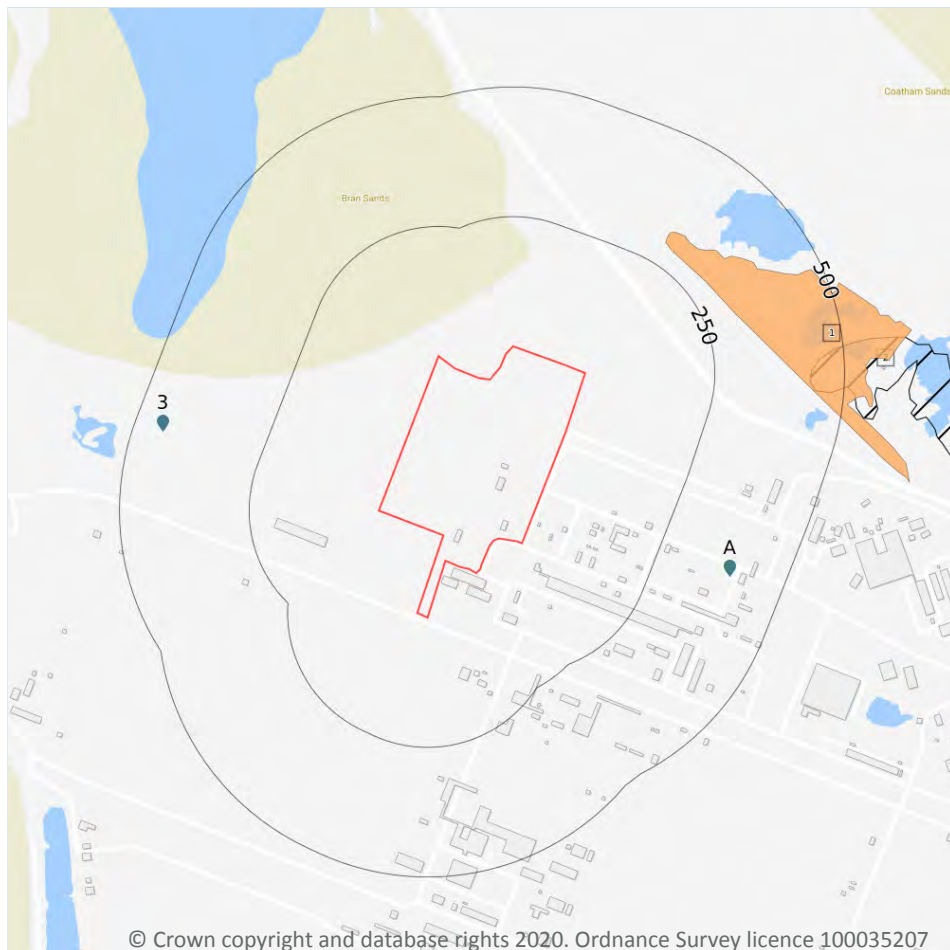 Coatham Sands
Bran Sands
500
250
1
3
A
© Crown copyright and database rights 2020. Ordnance Survey licence 100035207